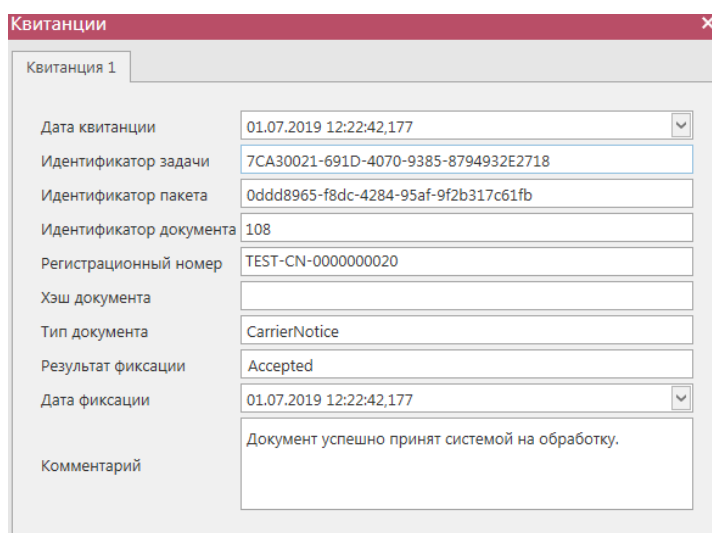 Квитанции
Квитанция 1
Дата квитанции 01.07.2019 12:22:42,177
Идентификатор задачи 7CA30021-691D-4070-9385-8794932E2718
Идентификатор пакета 0ddd8965-f8dc-4284-95af-9f2b317c61fb
Идентификатор документа 108
Регистрационный номер TEST-CN-0000000020
Хэш документа
Тип документа CarrierNotice
Результат фиксации Accepted
Дата фиксации 01.07.2019 12:22:42,177
Комментарий Документ успешно принят системой на обработку.